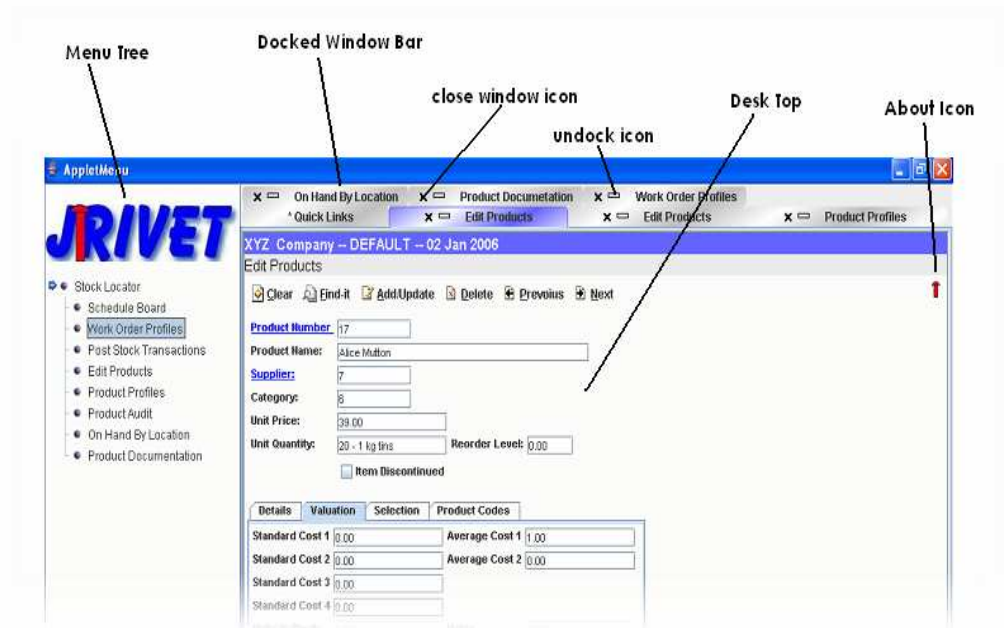 Menu Tree
Docked Window Bar
close window icon
undock icon
Desk Top
About Icon
AppletMenu
JRIVET
Stock Locator
Schedule Board
Work Order Profiles
Post Stock Transactions
Edit Products
Product Profiles
Product Audit
On Hand By Location
Product Documentation
On Hand By Location Product Documetation Work Order Profiles
*Quick Links Edit Products Edit Products Product Profiles
XYZ Company -- DEFAULT -- 02 Jan 2006
Edit Products
Clear Find-it Add/Update Delete Prevoius Next
Product Number 17
Product Name: Alice Mutton
Supplier: 7
Category: 6
Unit Price: 39.00
Unit Quantity: 20 - 1 kg tins Reorder Level: 0.00
Item Discontinued
Details Valuation Selection Product Codes
Standard Cost 1 0.00 Average Cost 1 1.00
Standard Cost 2 0.00 Average Cost 2 0.00
Standard Cost 3 0.00
Standard Cost 4 0.00